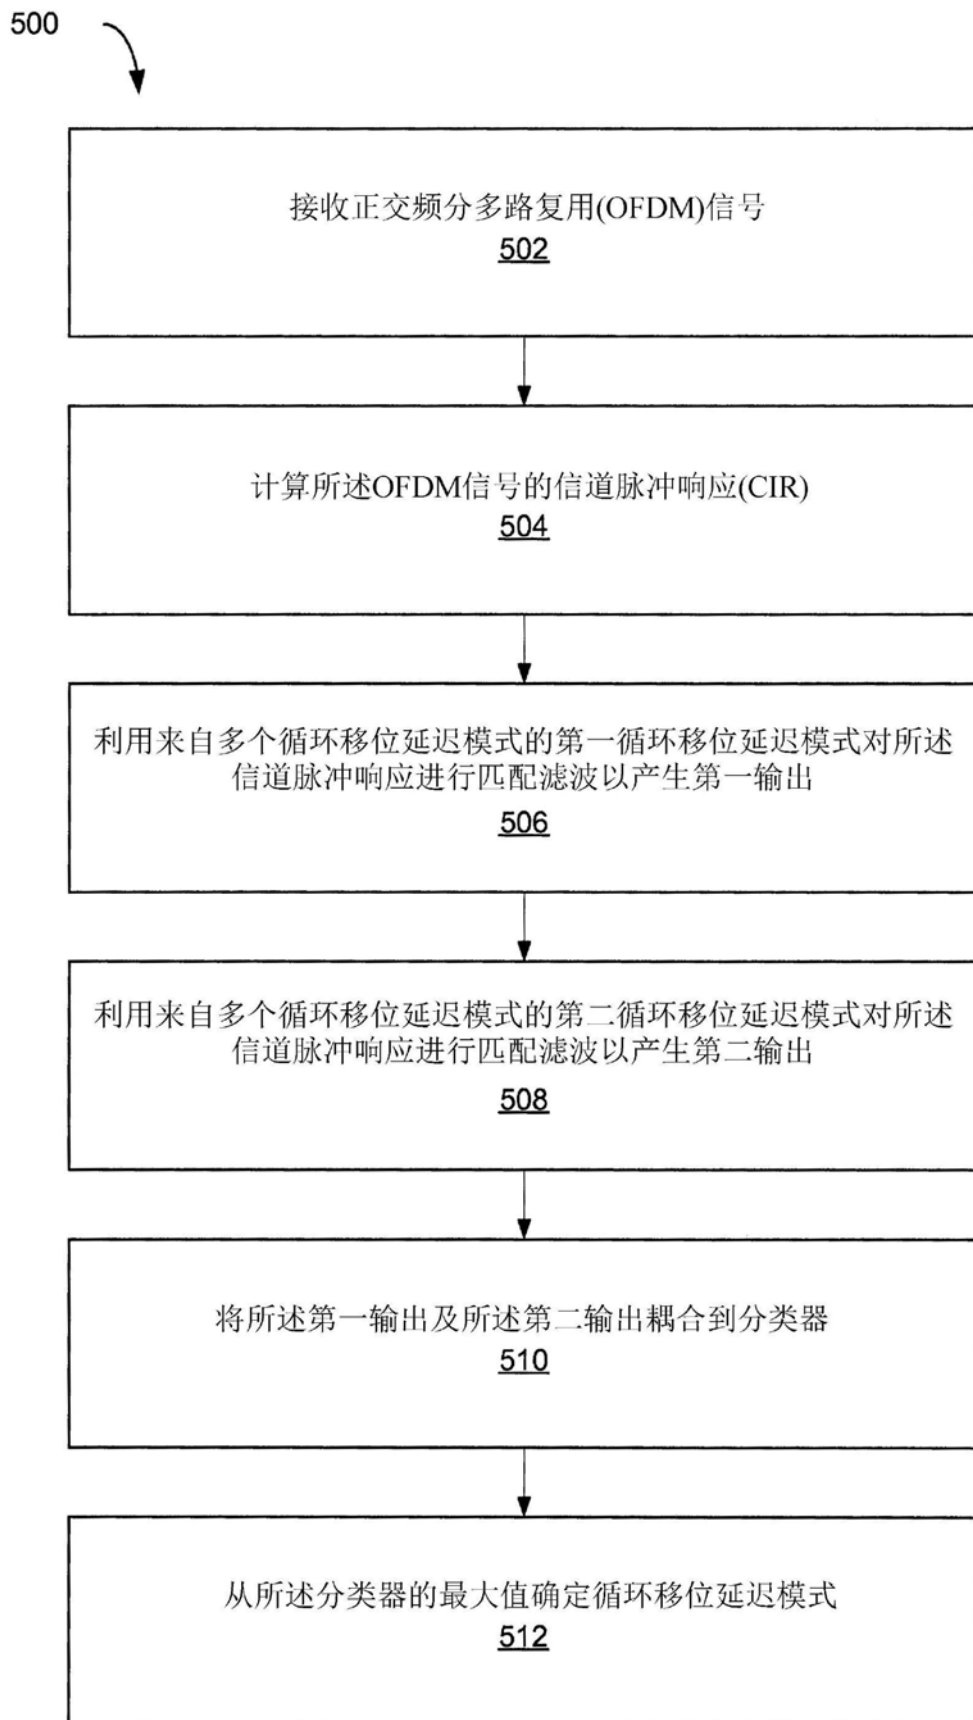 500
接收正交频分多路复用(OFDM)信号
502
计算所述OFDM信号的信道脉冲响应(CIR)
504
利用来自多个循环移位延迟模式的第一循环移位延迟模式对所述
信道脉冲响应进行匹配滤波以产生第一输出
506
利用来自多个循环移位延迟模式的第二循环移位延迟模式对所述
信道脉冲响应进行匹配滤波以产生第二输出
508
将所述第一输出及所述第二输出耦合到分类器
510
从所述分类器的最大值确定循环移位延迟模式
512